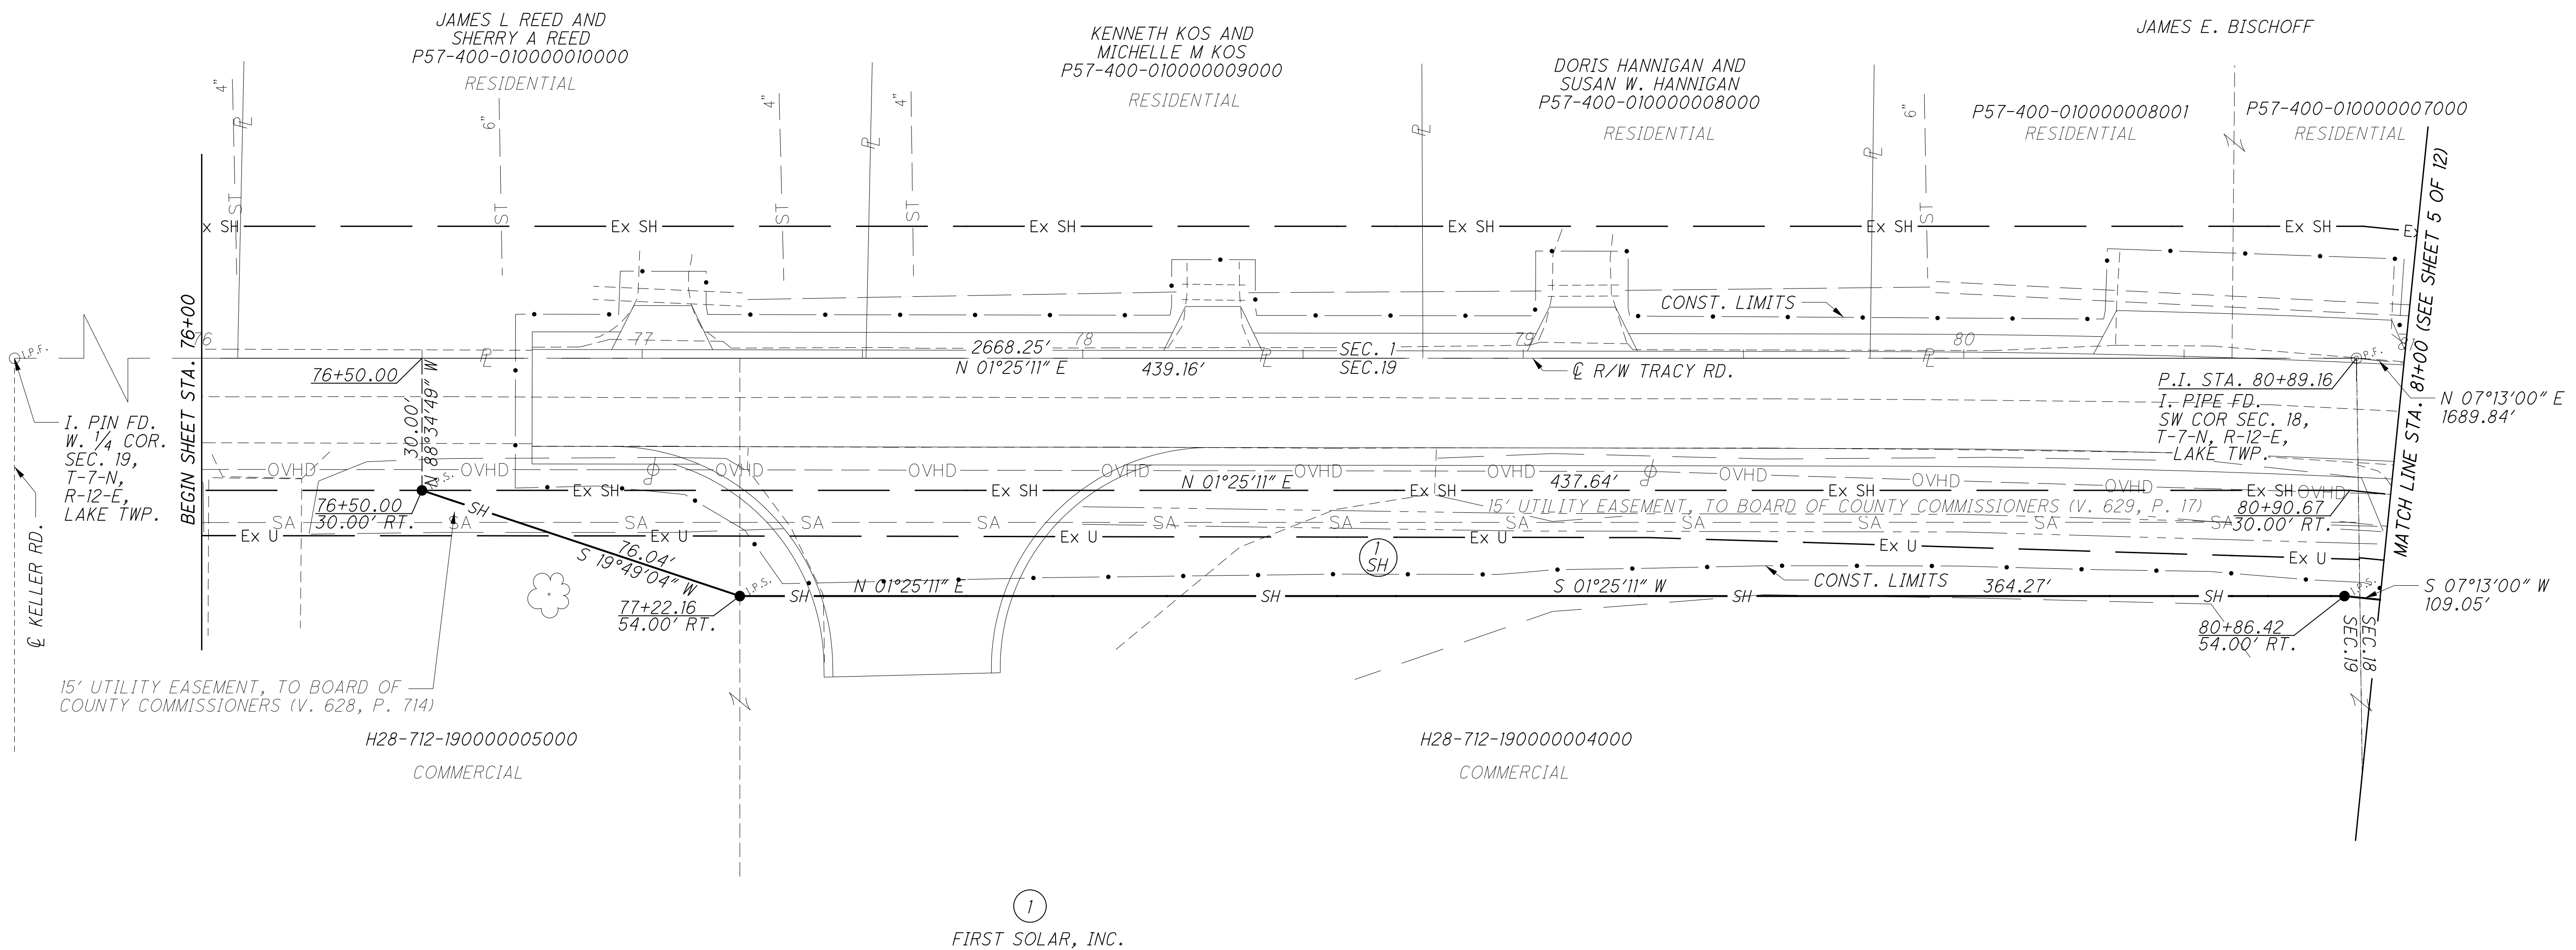 JAMES L REED AND
SHERRY A REED
P57-400-010000010000
RESIDENTIAL
KENNETH KOS AND
MICHELLE M KOS
P57-400-010000009000
RESIDENTIAL
DORIS HANNIGAN AND
SUSAN W. HANNIGAN
P57-400-010000008000
RESIDENTIAL
JAMES E. BISCHOFF
P57-400-010000008001
RESIDENTIAL
P57-400-010000007000
RESIDENTIAL
4"
6"
4"
4"
6"
ST
ST
ST
ST
ST
PL
PL
PL
PL
x SH
Ex SH
Ex SH
Ex SH
Ex SH
Ex SH
Ex
CONST. LIMITS
76
77
78
79
80
PL
PL
PL
I.P.F.
2668.25'
N 01°25'11" E
439.16'
SEC. 1
SEC.19
℄ R/W TRACY RD.
76+50.00
30.00'
N 88°34'49" W
BEGIN SHEET STA. 76+00
I. PIN FD.
W. 1/4 COR.
SEC. 19,
T-7-N,
R-12-E,
LAKE TWP.
℄ KELLER RD.
P.I. STA. 80+89.16
I. PIPE FD.
SW COR SEC. 18,
T-7-N, R-12-E,
LAKE TWP.
N 07°13'00" E
1689.84'
MATCH LINE STA. 81+00 (SEE SHEET 5 OF 12)
OVHD
OVHD
OVHD
OVHD
OVHD
OVHD
OVHD
OVHD
OVHD
OVHD
OVHD
N 01°25'11" E
437.64'
Ex SH
Ex SH
Ex SH
Ex SH
Ex SH
76+50.00
30.00' RT.
15' UTILITY EASEMENT, TO BOARD OF COUNTY COMMISSIONERS (V. 629, P. 17)
80+90.67
30.00' RT.
SA
SA
SA
SA
SA
SA
SA
SA
SA
SA
SA
SA
Ex U
Ex U
Ex U
Ex U
Ex U
Ex U
SH
76.04'
S 19°49'04" W
1
SH
I.P.S.
77+22.16
54.00' RT.
SH
N 01°25'11" E
SH
S 01°25'11" W
SH
CONST. LIMITS
364.27'
SH
S 07°13'00" W
109.05'
80+86.42
54.00' RT.
SEC.19
SEC.18
15' UTILITY EASEMENT, TO BOARD OF
COUNTY COMMISSIONERS (V. 628, P. 714)
H28-712-190000005000
COMMERCIAL
H28-712-190000004000
COMMERCIAL
1
FIRST SOLAR, INC.